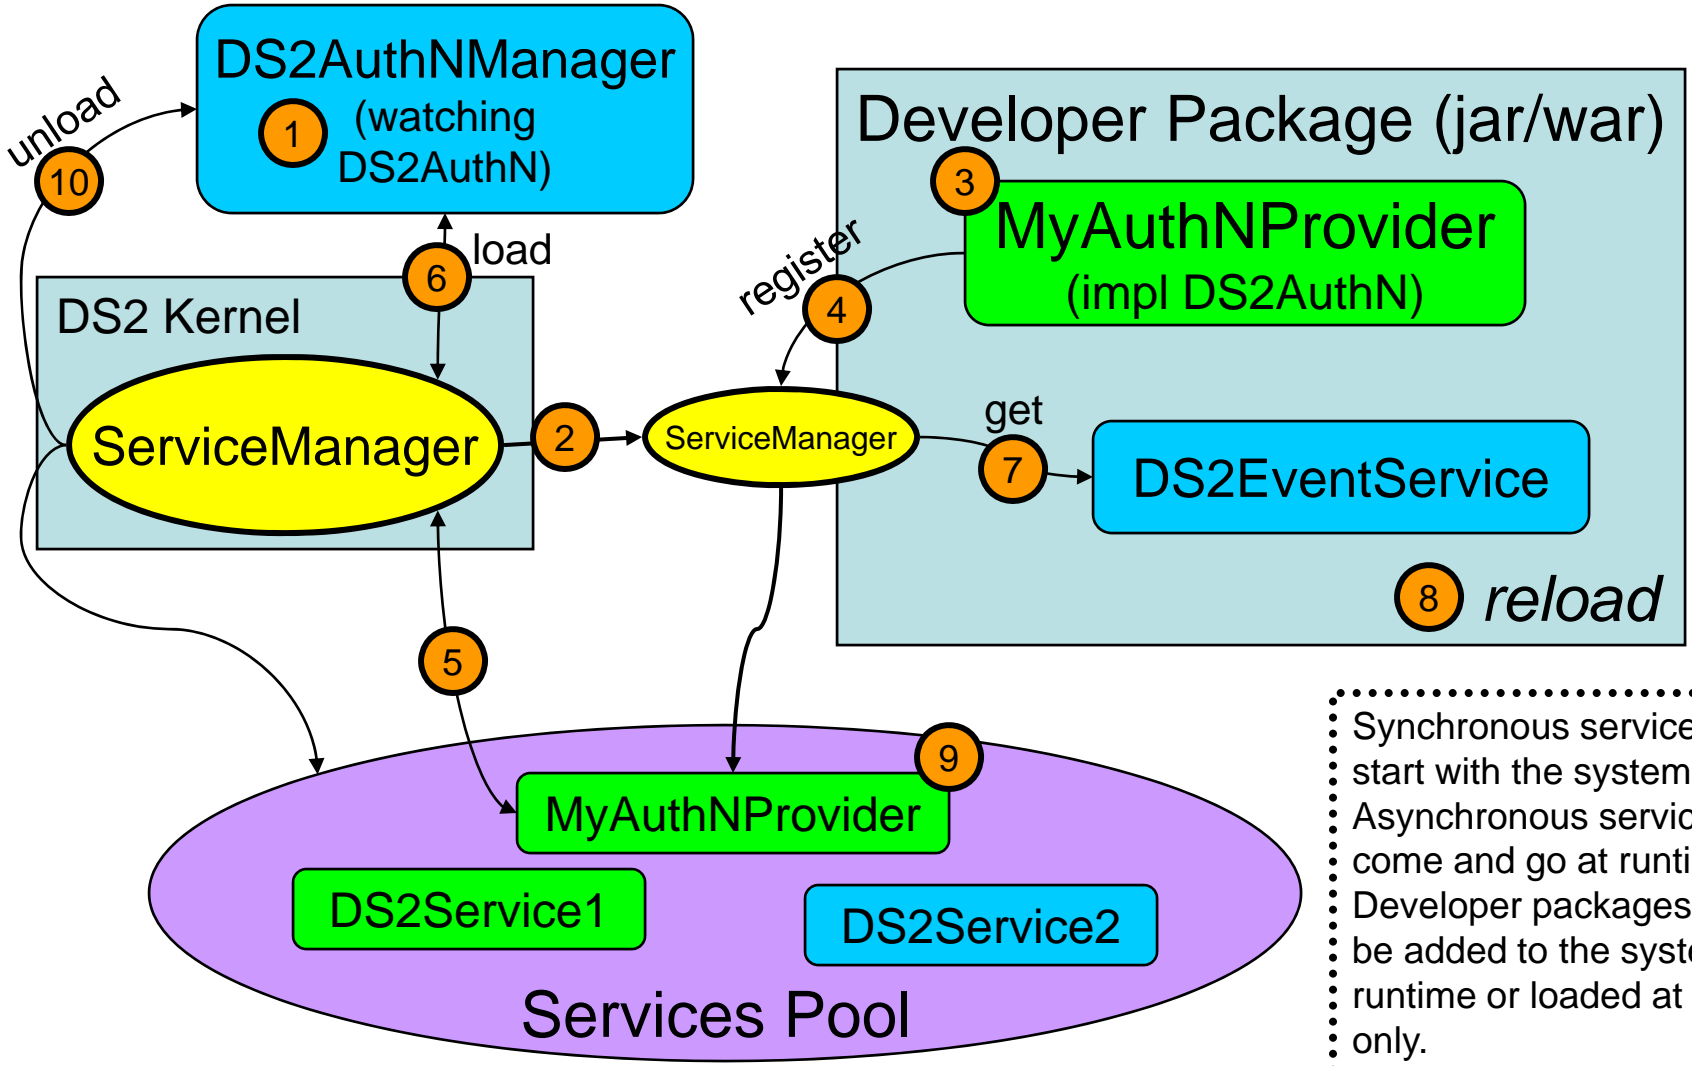 DS2AuthNManager
1
(watching
DS2AuthN)
unload
10
Developer Package (jar/war)
3
MyAuthNProvider
(impl DS2AuthN)
register
4
6
load
DS2 Kernel
ServiceManager
2
ServiceManager
get
7
DS2EventService
8
reload
5
9
MyAuthNProvider
DS2Service1
DS2Service2
Services Pool
Synchronous service
start with the system
Asynchronous servic
come and go at runti
Developer packages
be added to the syste
runtime or loaded at
only.